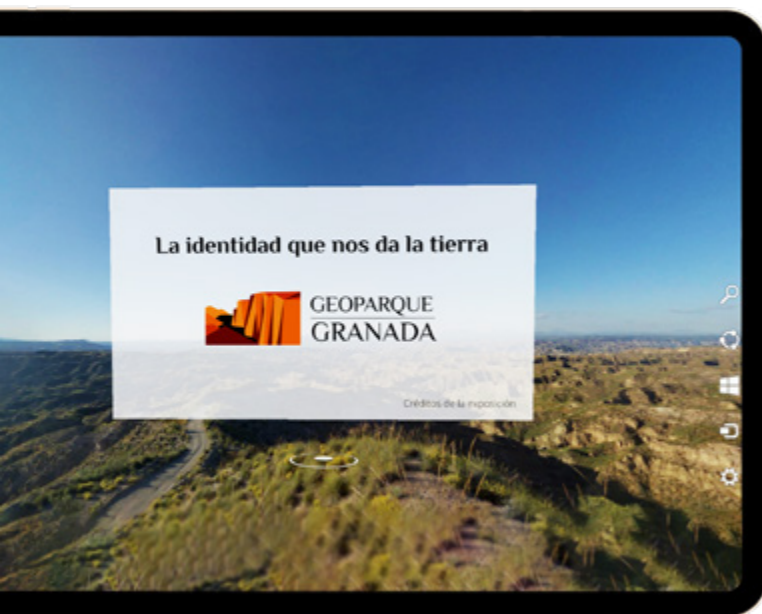 La identidad que nos da la tierra
GEOPARQUE
GRANADA
Créditos de la exposición